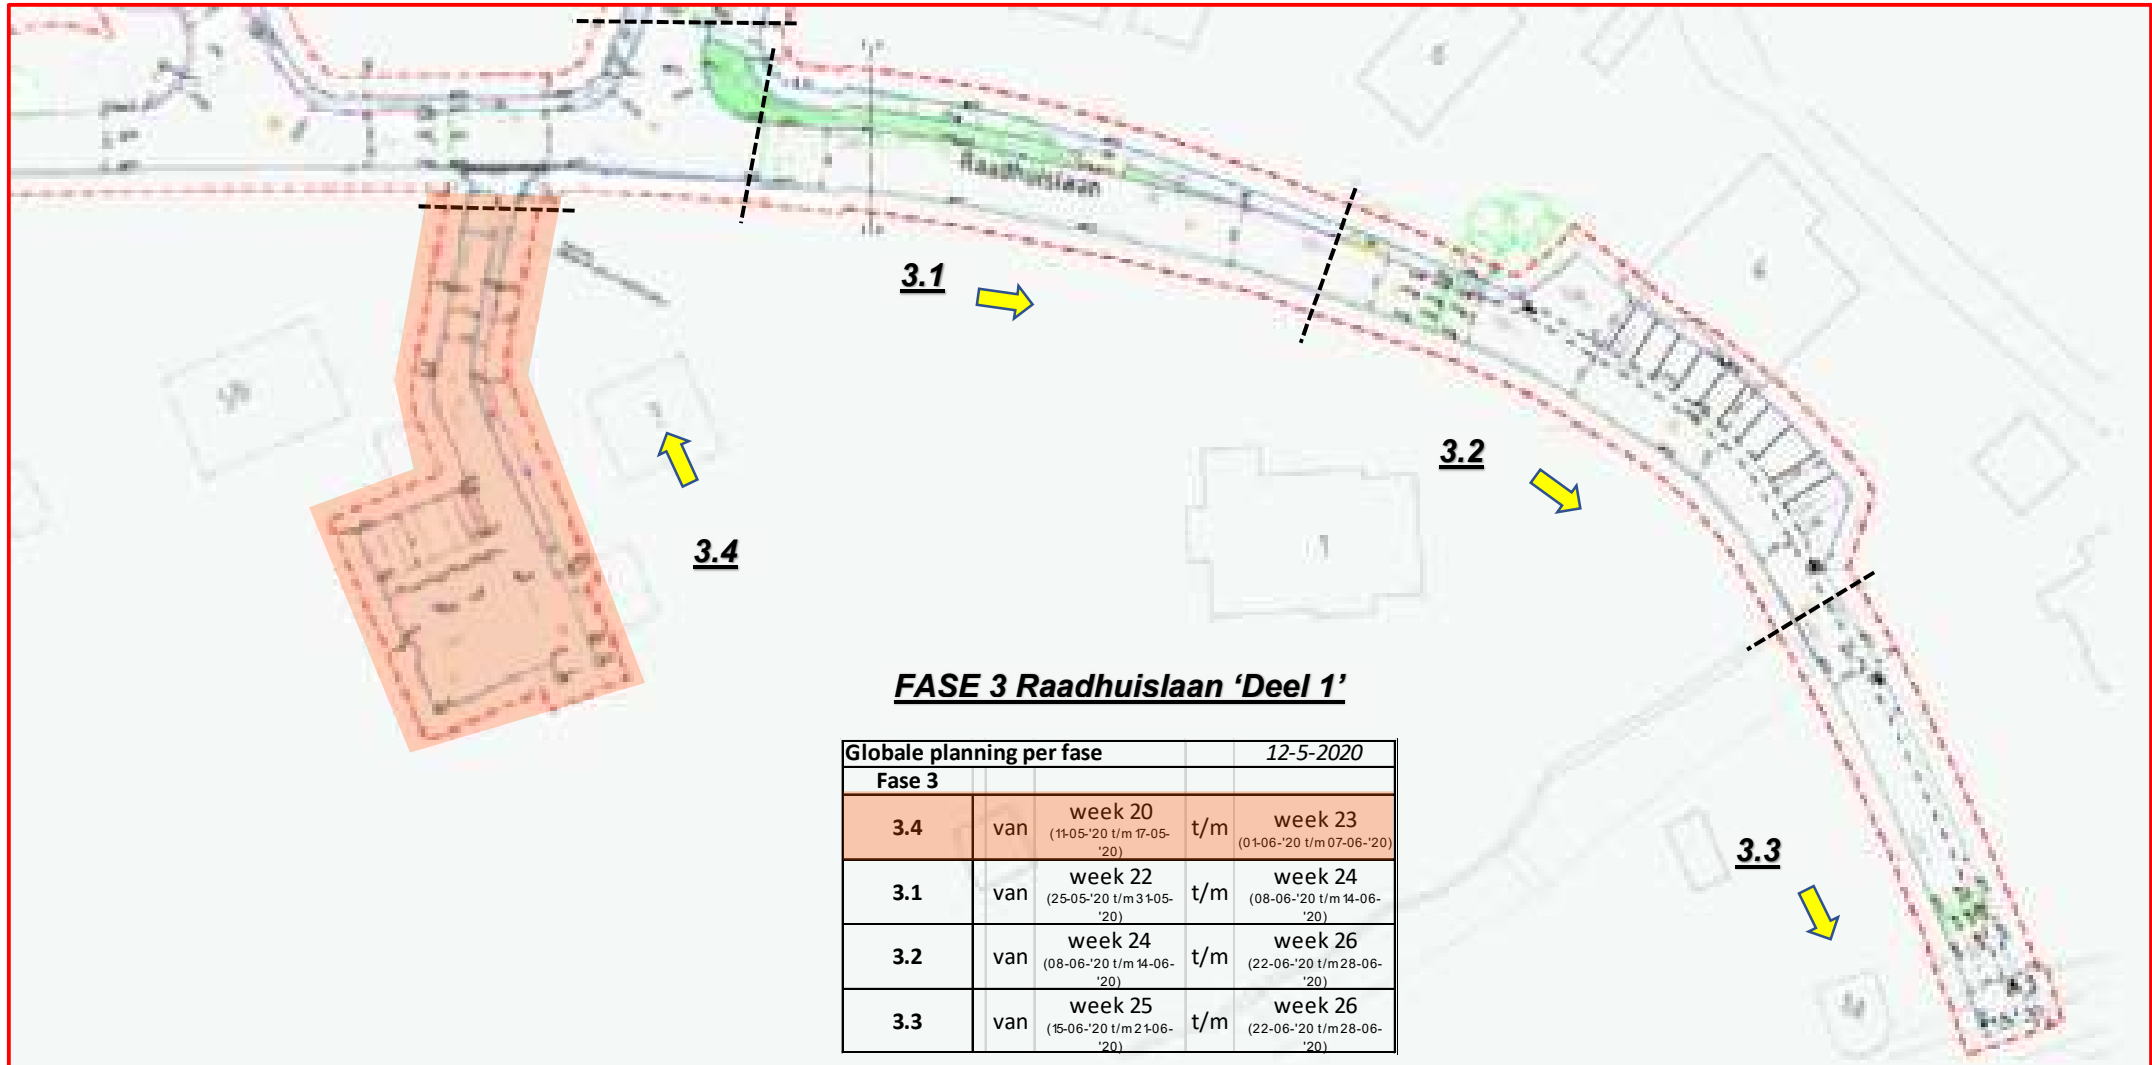 Raadhuislaan
3.1
3.2
1
3.4
FASE 3 Raadhuislaan ‘Deel 1’
Globale planning per fase 12-5-2020
Fase 3
3.4 van week 20 t/m week 23
(11-05-'20 t/m 17-05-'20) (01-06-'20 t/m 07-06-'20)
3.1 van week 22 t/m week 24
(25-05-'20 t/m 31-05-'20) (08-06-'20 t/m 14-06-'20)
3.2 van week 24 t/m week 26
(08-06-'20 t/m 14-06-'20) (22-06-'20 t/m 28-06-'20)
3.3 van week 25 t/m week 26
(15-06-'20 t/m 21-06-'20) (22-06-'20 t/m 28-06-'20)
3.3